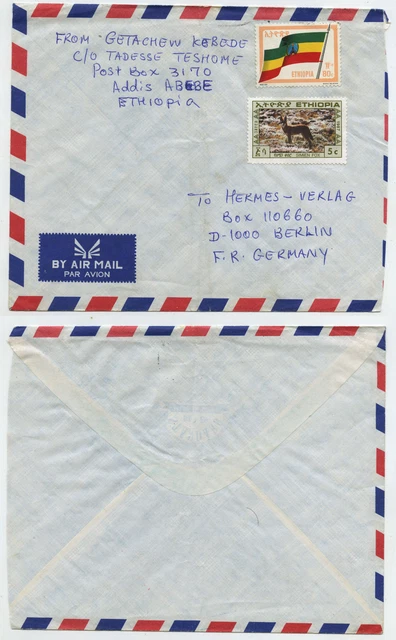 FROM GETACHEW KEBEDE
C/O TADESSE TESHOME
Post Box 3170
Addis ABEBE
ETHIOPIA
ETHIOPIA
ETHIOPIA
5c
TO HERMES-VERLAG
Box 110660
D-1000 BERLIN
F.R. GERMANY
BY AIR MAIL
PAR AVION